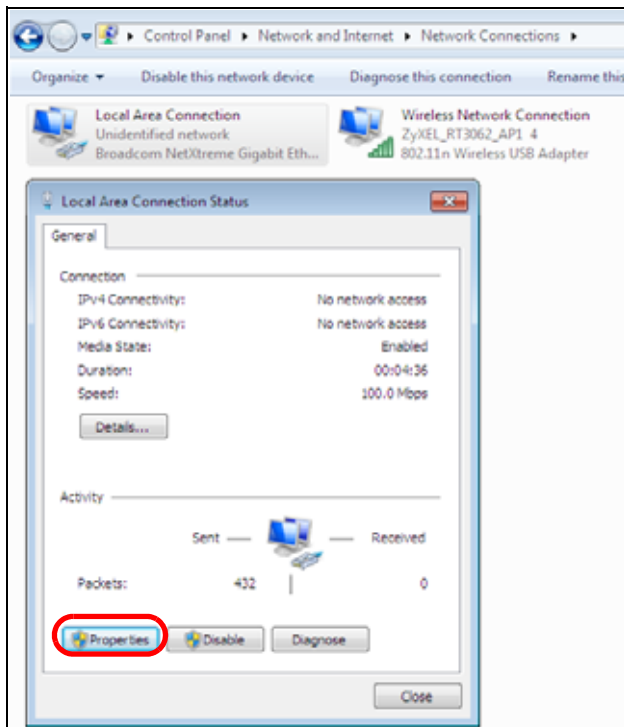 Control Panel Network and Internet Network Connections
Organize Disable this network device Diagnose this connection Rename this
Local Area Connection
Unidentified network
Broadcom NetXtreme Gigabit Eth...
Wireless Network Connection
ZyXEL_RT3062_AP1 4
802.11n Wireless USB Adapter
Local Area Connection Status
General
Connection
IPv4 Connectivity: No network access
IPv6 Connectivity: No network access
Media State: Enabled
Duration: 00:04:36
Speed: 100.0 Mbps
Details...
Activity
Sent Received
Packets: 432 0
Properties Disable Diagnose
Close